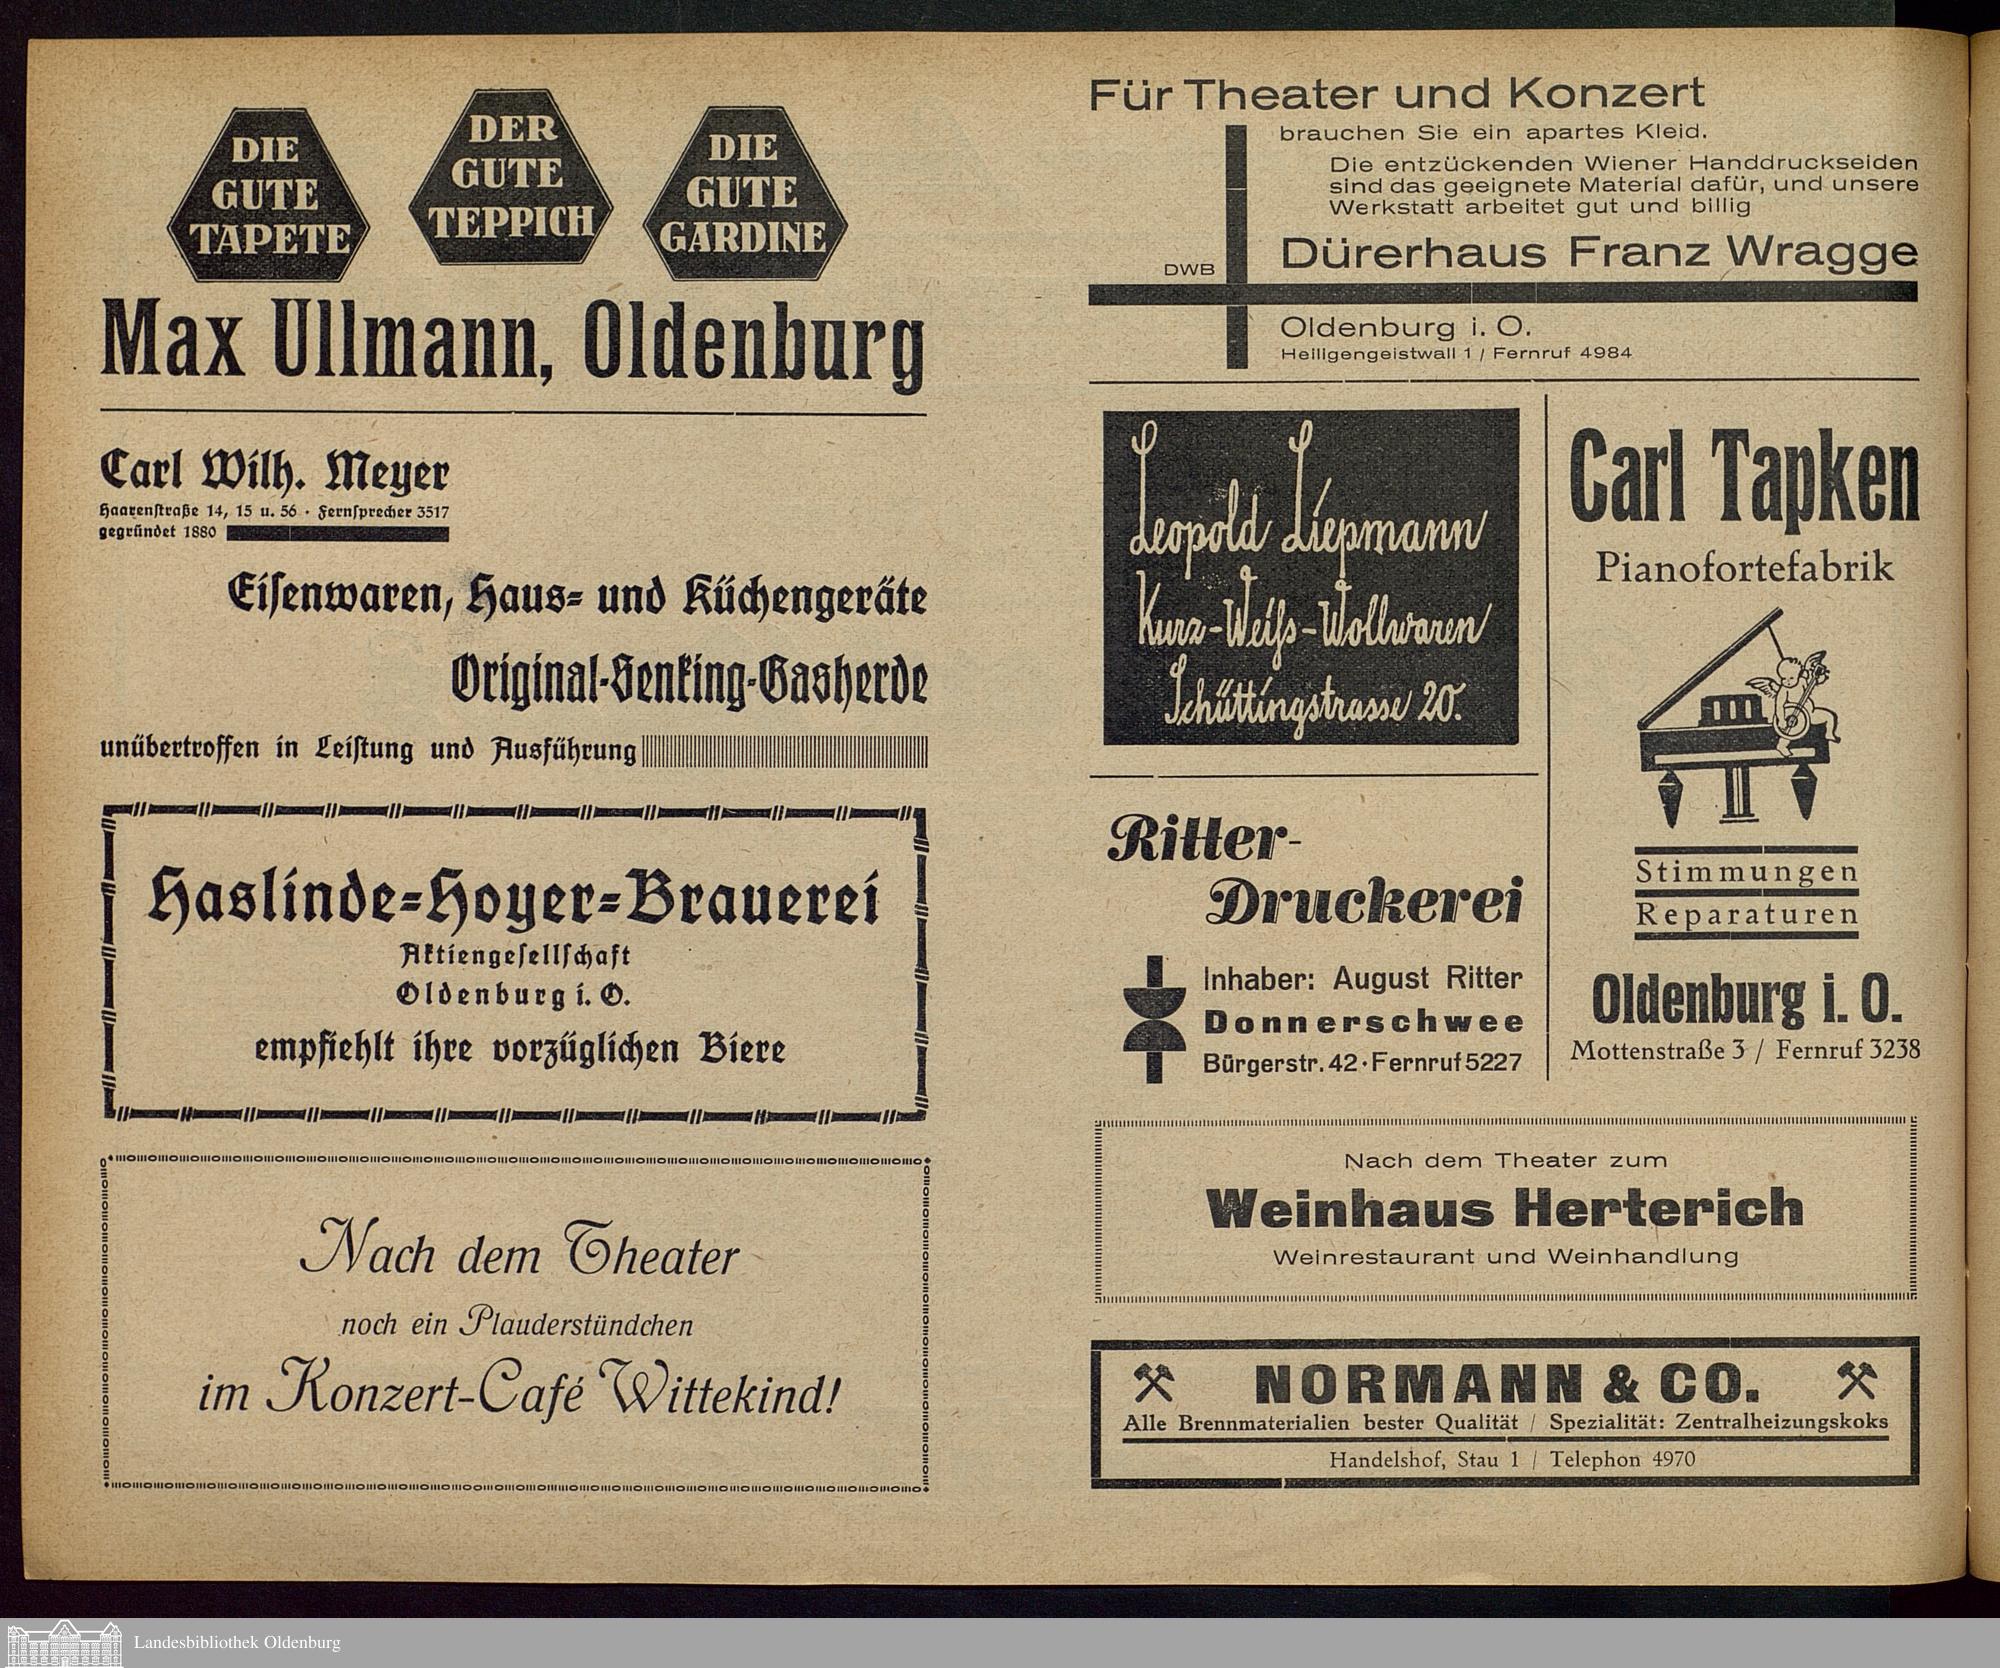 DIE
GUTE
TAPETE
DER
GUTE
TEPPICH
DIE
GUTE
GARDINE
Max Ullmann, Oldenburg
Carl Wilh. Meyer
Haarenstraße 14, 15 u. 56 · Fernsprecher 3517
gegründet 1880
Eisenwaren, Haus- und Küchengeräte
Original-Senking-Gasherde
unübertroffen in Leistung und Ausführung
Haslinde-Hoyer-Brauerei
Aktiengesellschaft
Oldenburg i. O.
empfiehlt ihre vorzüglichen Biere
Nach dem Theater
noch ein Plauderstündchen
im Konzert-Café Wittekind!
Für Theater und Konzert
brauchen Sie ein apartes Kleid.
Die entzückenden Wiener Handdruckseiden
sind das geeignete Material dafür, und unsere
Werkstatt arbeitet gut und billig
DWB
Dürerhaus Franz Wragge
Oldenburg i. O.
Heiligengeistwall 1 / Fernruf 4984
Leopold Liepmann
Kurz-Weiß-Wollwaren
Schüttingstrasse 20.
Ritter-
Druckerei
Inhaber: August Ritter
Donnerschwee
Bürgerstr. 42 · Fernruf 5227
Carl Tapken
Pianofortefabrik
Stimmungen
Reparaturen
Oldenburg i. O.
Mottenstraße 3 / Fernruf 3238
Nach dem Theater zum
Weinhaus Herterich
Weinrestaurant und Weinhandlung
NORMANN & CO.
Alle Brennmaterialien bester Qualität / Spezialität: Zentralheizungskoks
Handelshof, Stau 1 / Telephon 4970
Landesbibliothek Oldenburg